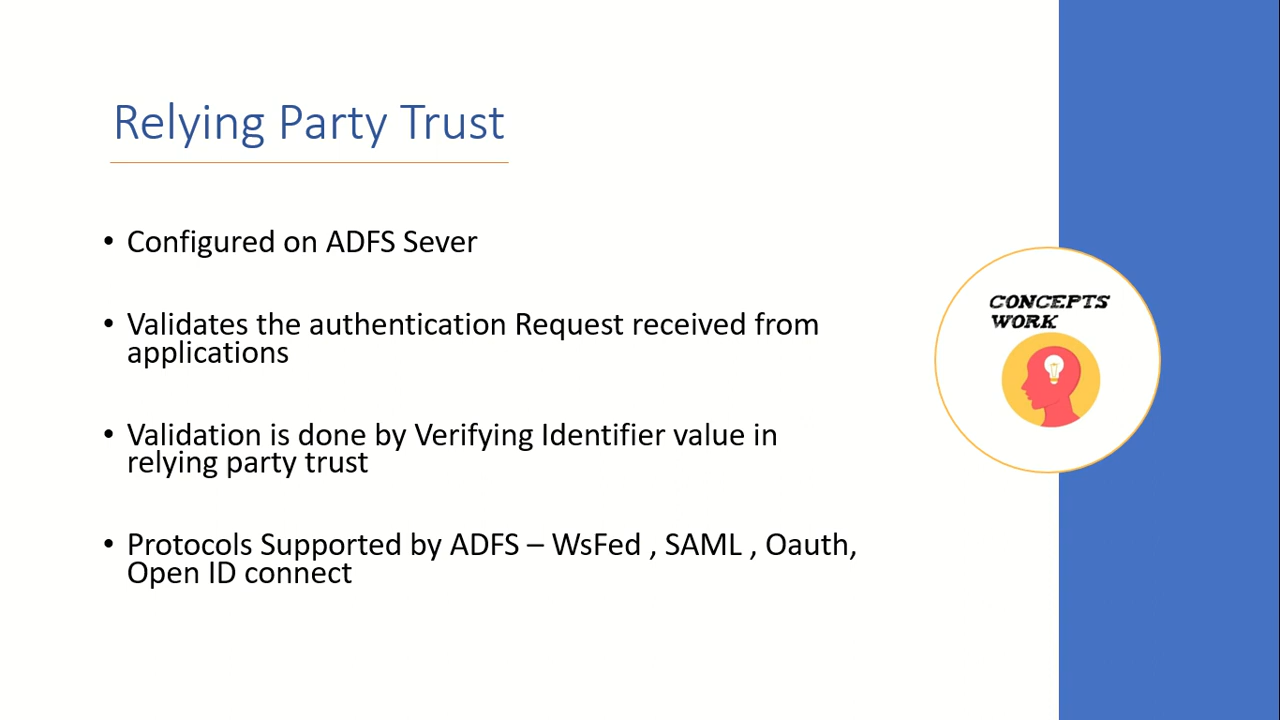 Relying Party Trust
• Configured on ADFS Sever
• Validates the authentication Request received from
applications
• Validation is done by Verifying Identifier value in
relying party trust
• Protocols Supported by ADFS – WsFed , SAML , Oauth,
Open ID connect
CONCEPTS
WORK